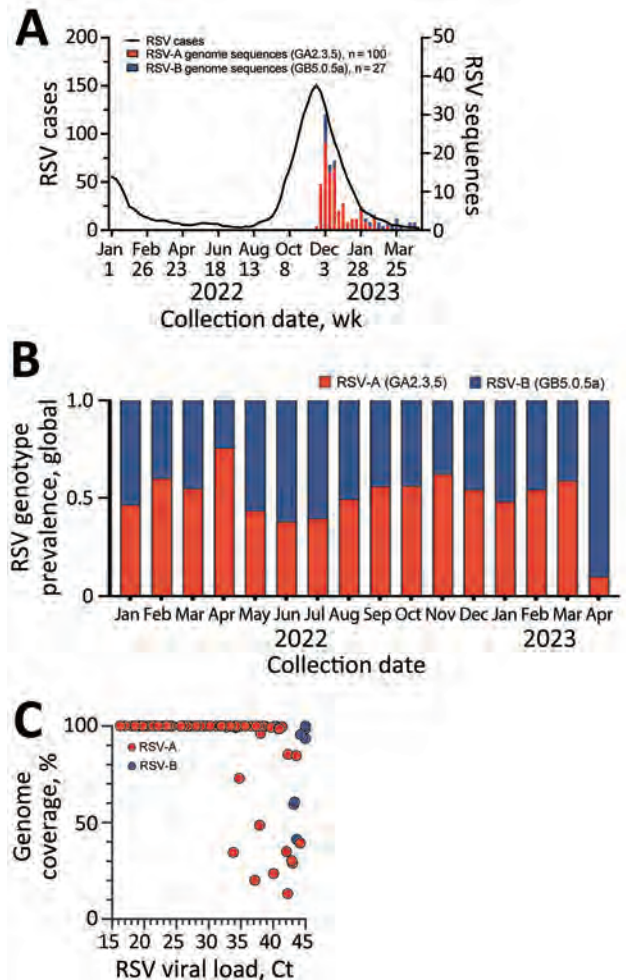 A
RSV cases
RSV-A genome sequences (GA2.3.5), n = 100
RSV-B genome sequences (GB5.0.5a), n = 27
RSV cases
200
150
100
50
0
RSV sequences
50
40
30
20
10
0
Jan Feb Apr Jun Aug Oct Dec Jan Mar
1 26 23 18 13 8 3 28 25
2022 2023
Collection date, wk
B
RSV-A (GA2.3.5) RSV-B (GB5.0.5a)
RSV genotype
prevalence, global
1.0
0.5
0
Jan Feb Mar Apr May Jun Jul Aug Sep Oct Nov Dec Jan Feb Mar Apr
2022 2023
Collection date
C
Genome
coverage, %
100
50
0
RSV-A
RSV-B
15 20 25 30 35 40 45
RSV viral load, Ct